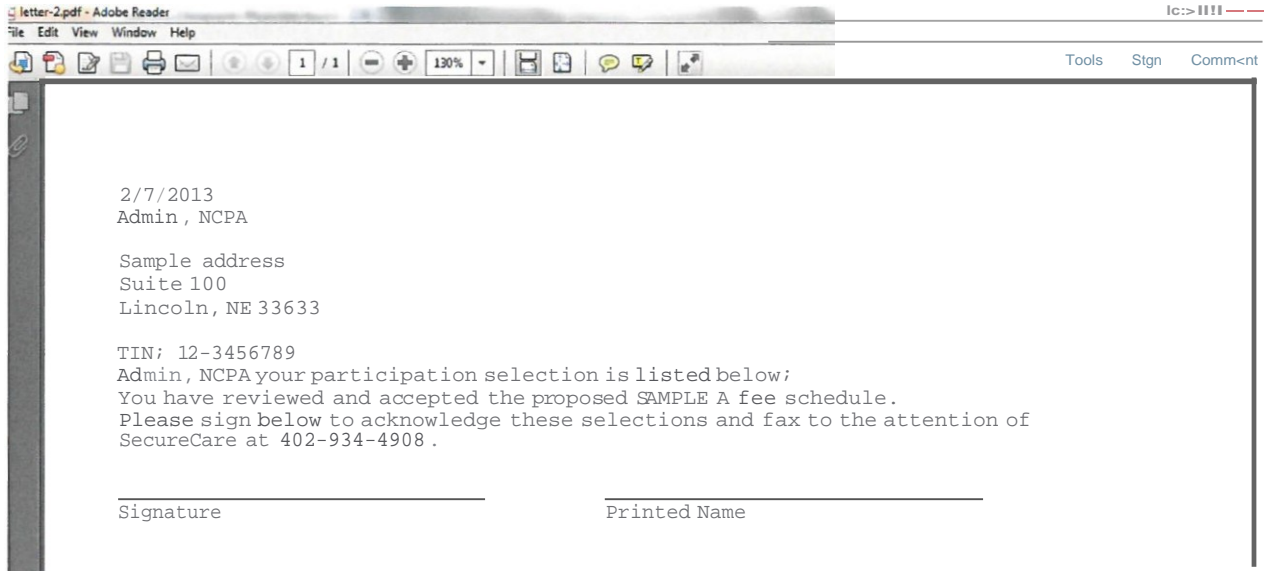 letter-2.pdf - Adobe Reader
File Edit View Window Help
1 / 1 130% Tools Stgn Comm<nt
2/7/2013
Admin , NCPA
Sample address
Suite 100
Lincoln, NE 33633
TIN; 12-3456789
Admin, NCPA your participation selection is listed below;
You have reviewed and accepted the proposed SAMPLE A fee schedule.
Please sign below to acknowledge these selections and fax to the attention of
SecureCare at 402-934-4908 .
Signature Printed Name